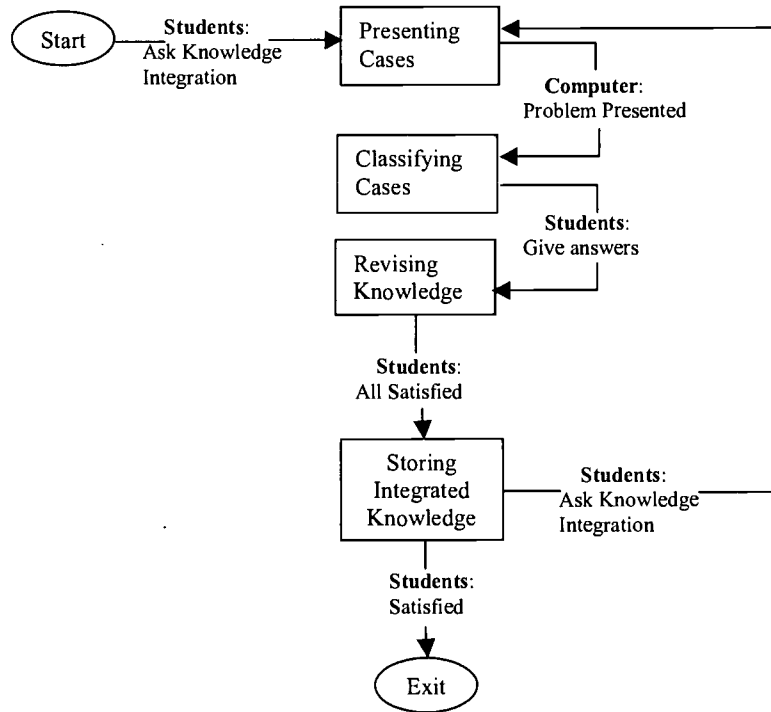 Start
Students:
Ask Knowledge
Integration
Presenting
Cases
Computer:
Problem Presented
Classifying
Cases
Students:
Give answers
Revising
Knowledge
Students:
All Satisfied
Storing
Integrated
Knowledge
Students:
Ask Knowledge
Integration
Students:
Satisfied
Exit